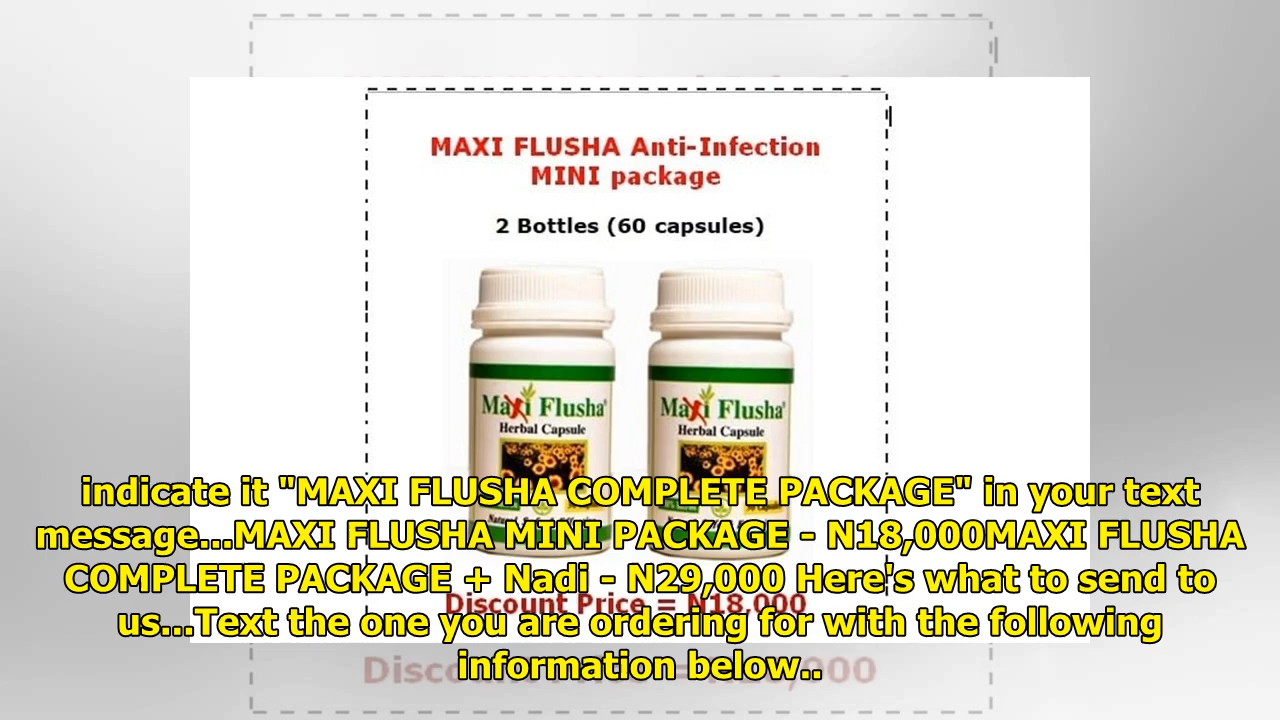 MAXI FLUSHA Anti-Infection
MINI package
2 Bottles (60 capsules)
Maxi Flusha®
Herbal Capsule
Maxi Flusha®
Herbal Capsule
indicate it "MAXI FLUSHA COMPLETE PACKAGE" in your text
message...MAXI FLUSHA MINI PACKAGE - N18,000MAXI FLUSHA
COMPLETE PACKAGE + Nadi - N29,000 Here's what to send to
us...Text the one you are ordering for with the following
information below..
Discount Price = N18,000